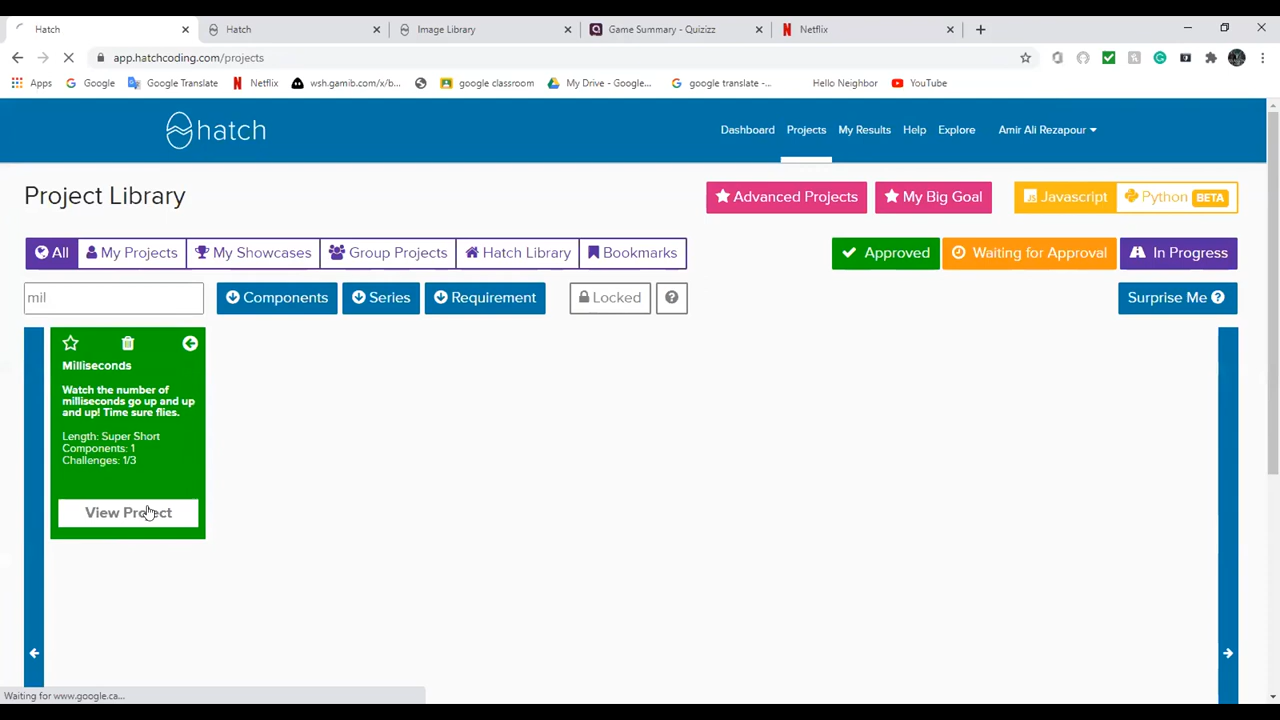 Hatch
Hatch
Image Library
Game Summary - Quizizz
Netflix
app.hatchcoding.com/projects
Apps
Google
Google Translate
Netflix
wsh.gamib.com/x/b...
google classroom
My Drive - Google...
google translate -...
Hello Neighbor
YouTube
hatch
Dashboard
Projects
My Results
Help
Explore
Amir Ali Rezapour
Project Library
Advanced Projects
My Big Goal
Javascript
Python BETA
All
My Projects
My Showcases
Group Projects
Hatch Library
Bookmarks
Approved
Waiting for Approval
In Progress
mil
Components
Series
Requirement
Locked
Surprise Me
Milliseconds
Watch the number of
milliseconds go up and up
and up! Time sure flies.
Length: Super Short
Components: 1
Challenges: 1/3
View Project
Waiting for www.google.ca...